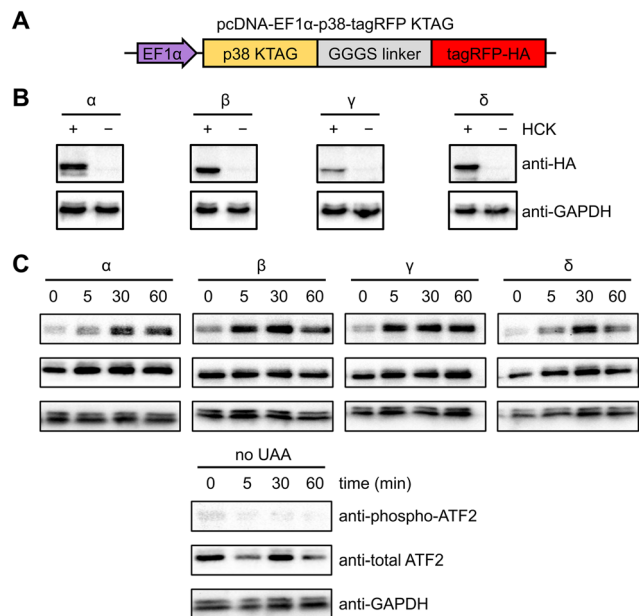 A
pcDNA-EF1α-p38-tagRFP KTAG
EF1α p38 KTAG GGGS linker tagRFP-HA
B
α β γ δ
+ − + − + − + − HCK
anti-HA
anti-GAPDH
C
α β γ δ
0 5 30 60 0 5 30 60 0 5 30 60 0 5 30 60
no UAA
0 5 30 60 time (min)
anti-phospho-ATF2
anti-total ATF2
anti-GAPDH